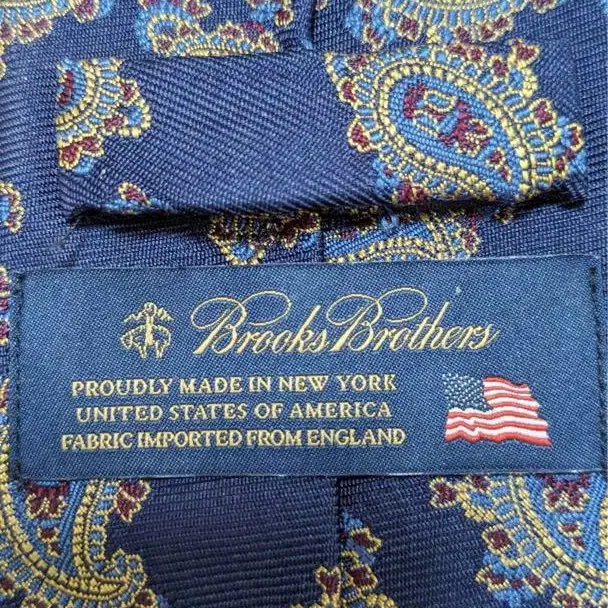 Brooks Brothers
PROUDLY MADE IN NEW YORK
UNITED STATES OF AMERICA
FABRIC IMPORTED FROM ENGLAND